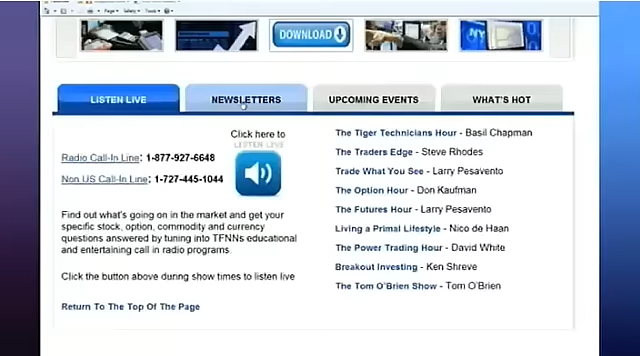 Page Safety Tools
DOWNLOAD
NY
LISTEN LIVE
NEWSLETTERS
UPCOMING EVENTS
WHAT'S HOT
Click here to
LISTEN LIVE
Radio Call-In Line: 1-877-927-6648
Non US Call-In Line: 1-727-445-1044
Find out what's going on in the market and get your
specific stock, option, commodity and currency
questions answered by tuning into TFNNs educational
and entertaining call in radio programs.
Click the button above during show times to listen live
Return To The Top Of The Page
The Tiger Technicians Hour - Basil Chapman
The Traders Edge - Steve Rhodes
Trade What You See - Larry Pesavento
The Option Hour - Don Kaufman
The Futures Hour - Larry Pesavento
Living a Primal Lifestyle - Nico de Haan
The Power Trading Hour - David White
Breakout Investing - Ken Shreve
The Tom O'Brien Show - Tom O'Brien